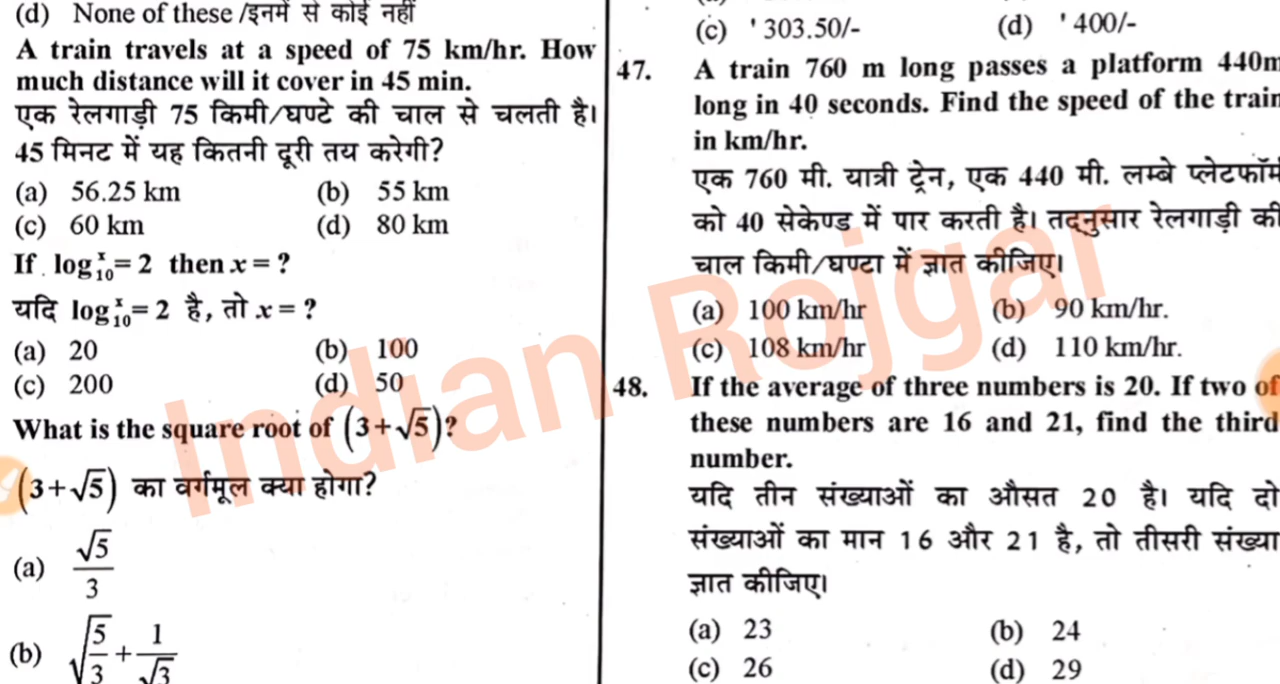 (d) None of these /इनमें से कोई नहीं
A train travels at a speed of 75 km/hr. How
much distance will it cover in 45 min.
एक रेलगाड़ी 75 किमी/घण्टे की चाल से चलती है।
45 मिनट में यह कितनी दूरी तय करेगी?
(a) 56.25 km (b) 55 km
(c) 60 km (d) 80 km
If log₁₀ˣ = 2 then x = ?
यदि log₁₀ˣ = 2 है, तो x = ?
(a) 20 (b) 100
(c) 200 (d) 50
What is the square root of (3+√5)?
(3+√5) का वर्गमूल क्या होगा?
(a) √5/3
(b) √(5/3) + 1/√3
(c) ' 303.50/- (d) ' 400/-
47. A train 760 m long passes a platform 440m
long in 40 seconds. Find the speed of the train
in km/hr.
एक 760 मी. यात्री ट्रेन, एक 440 मी. लम्बे प्लेटफॉर्म
को 40 सेकेण्ड में पार करती है। तद्नुसार रेलगाड़ी की
चाल किमी/घण्टा में ज्ञात कीजिए।
(a) 100 km/hr (b) 90 km/hr.
(c) 108 km/hr (d) 110 km/hr.
48. If the average of three numbers is 20. If two of
these numbers are 16 and 21, find the third
number.
यदि तीन संख्याओं का औसत 20 है। यदि दो
संख्याओं का मान 16 और 21 है, तो तीसरी संख्या
ज्ञात कीजिए।
(a) 23 (b) 24
(c) 26 (d) 29
Indian Rojgar